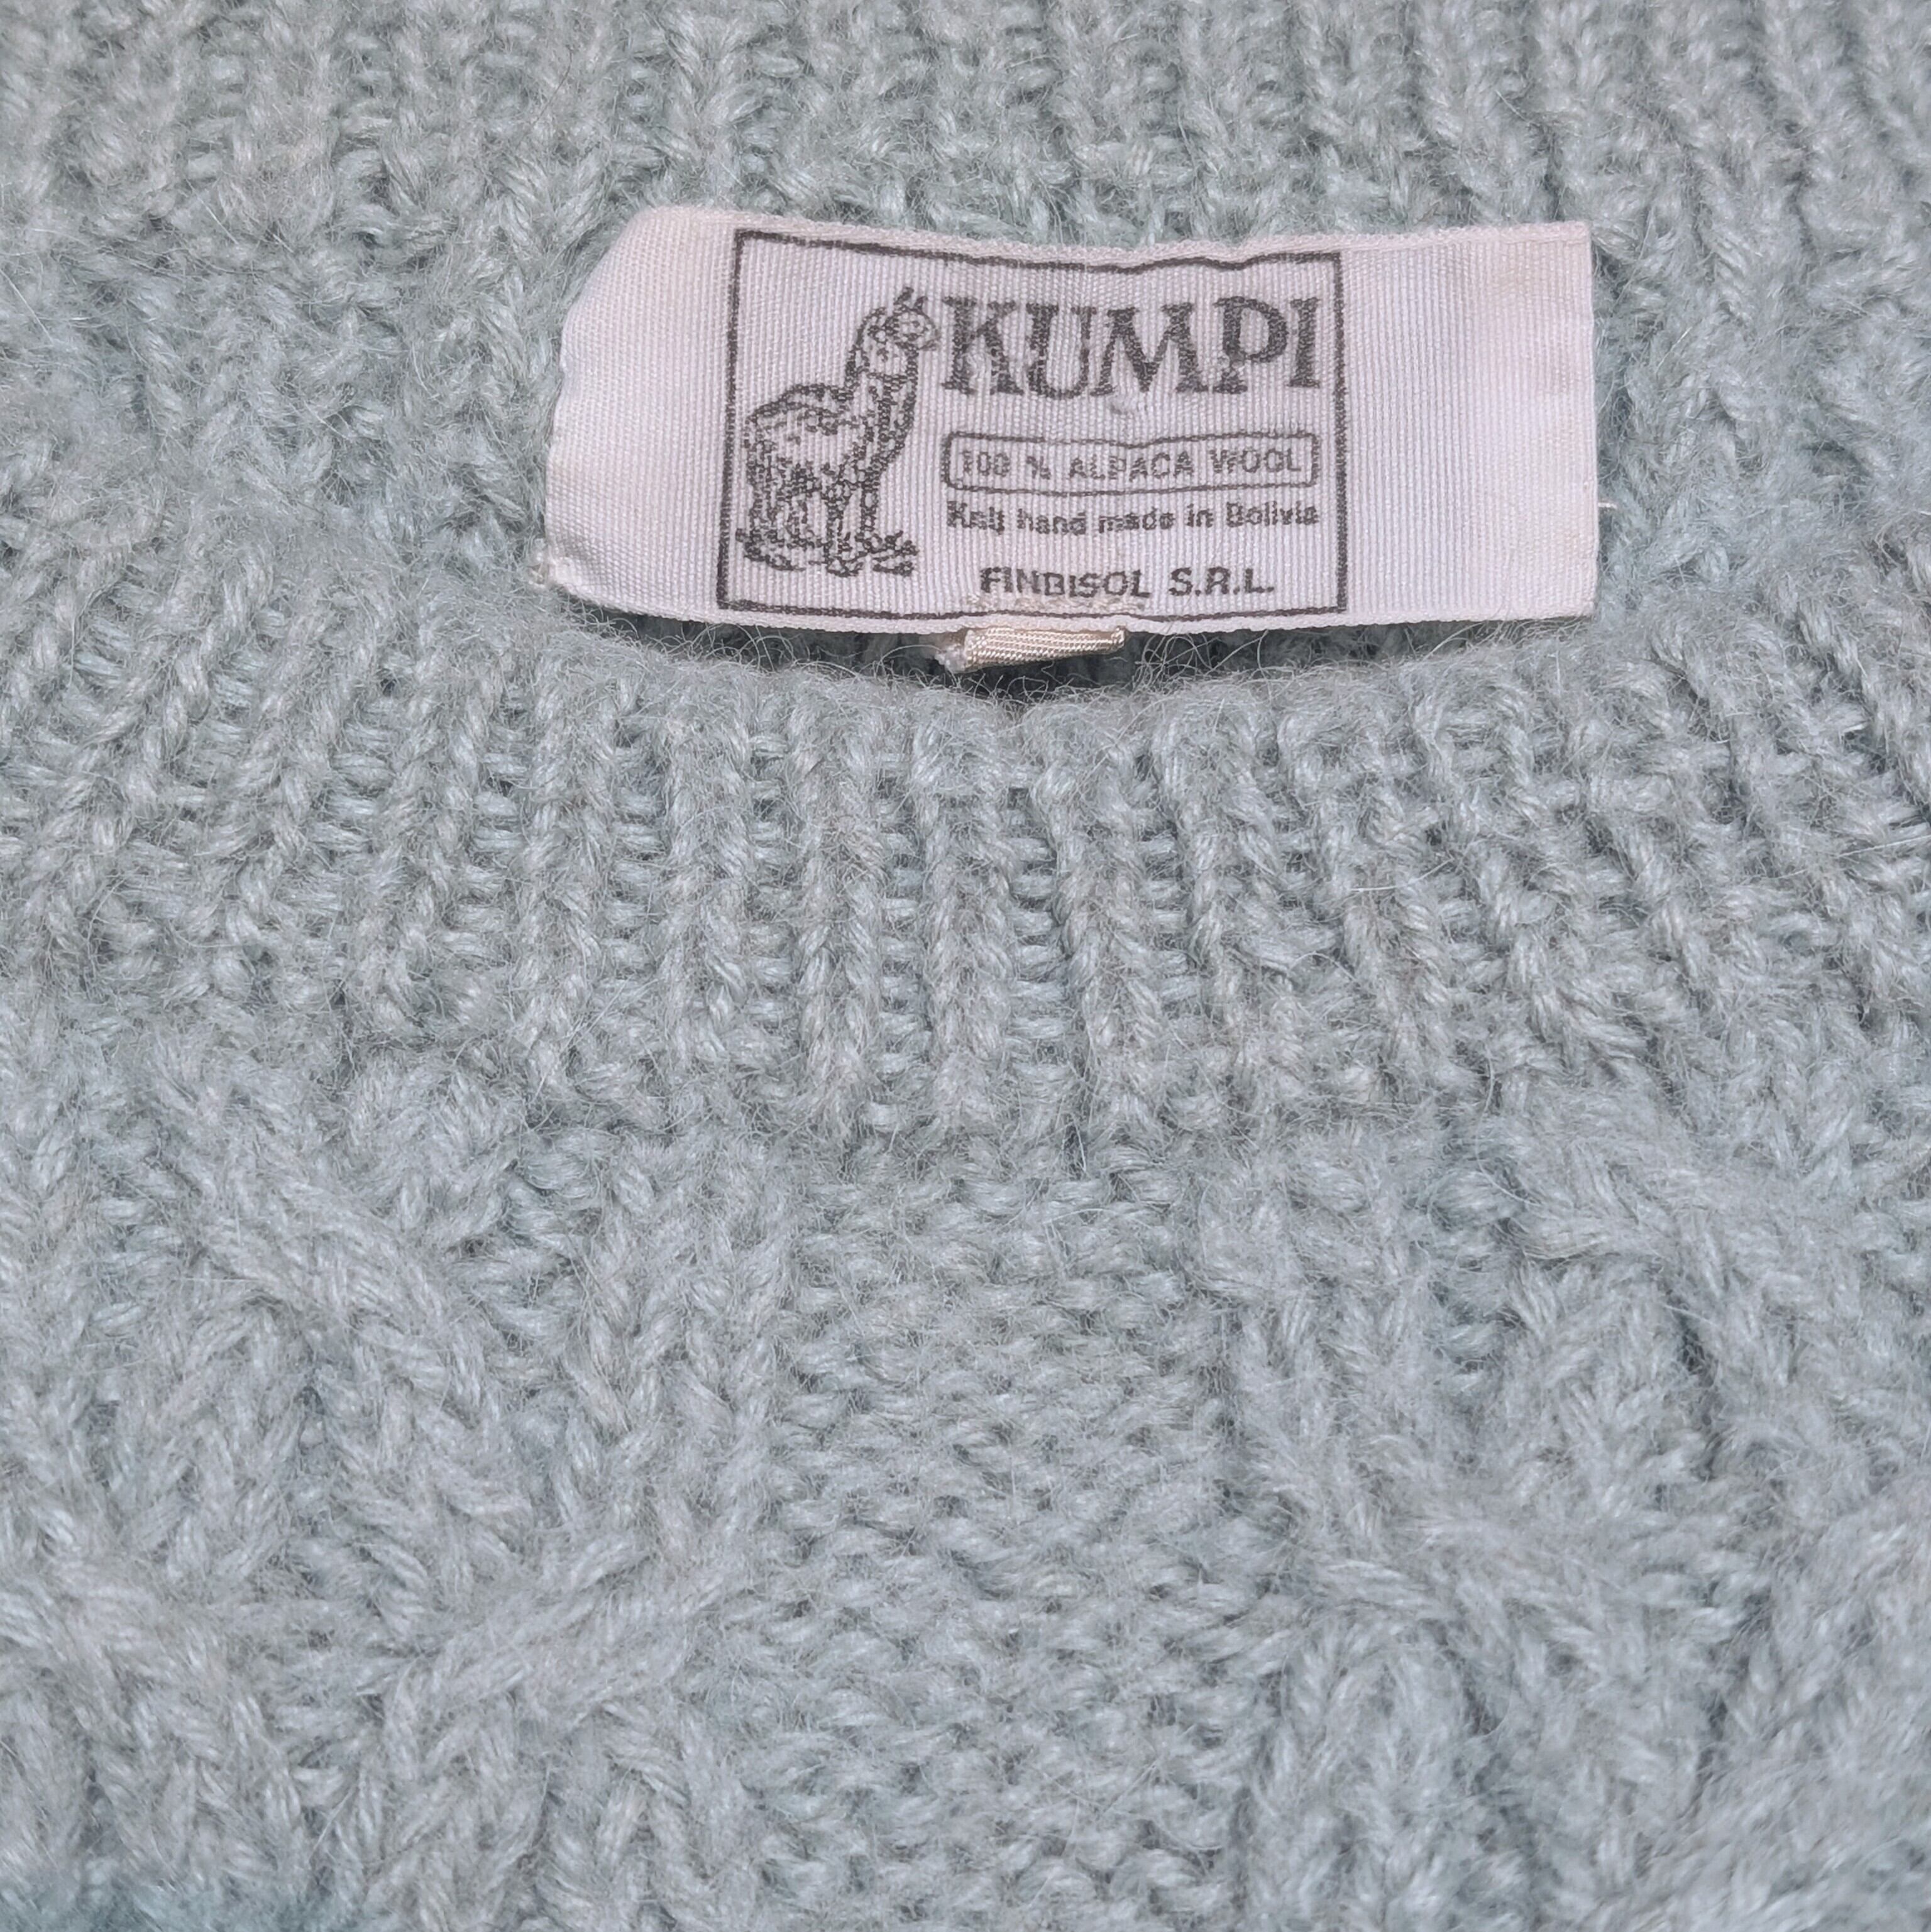 KUMPI
100 % ALPACA WOOL
Knit hand made in Bolivia
FINBISOL S.R.L.